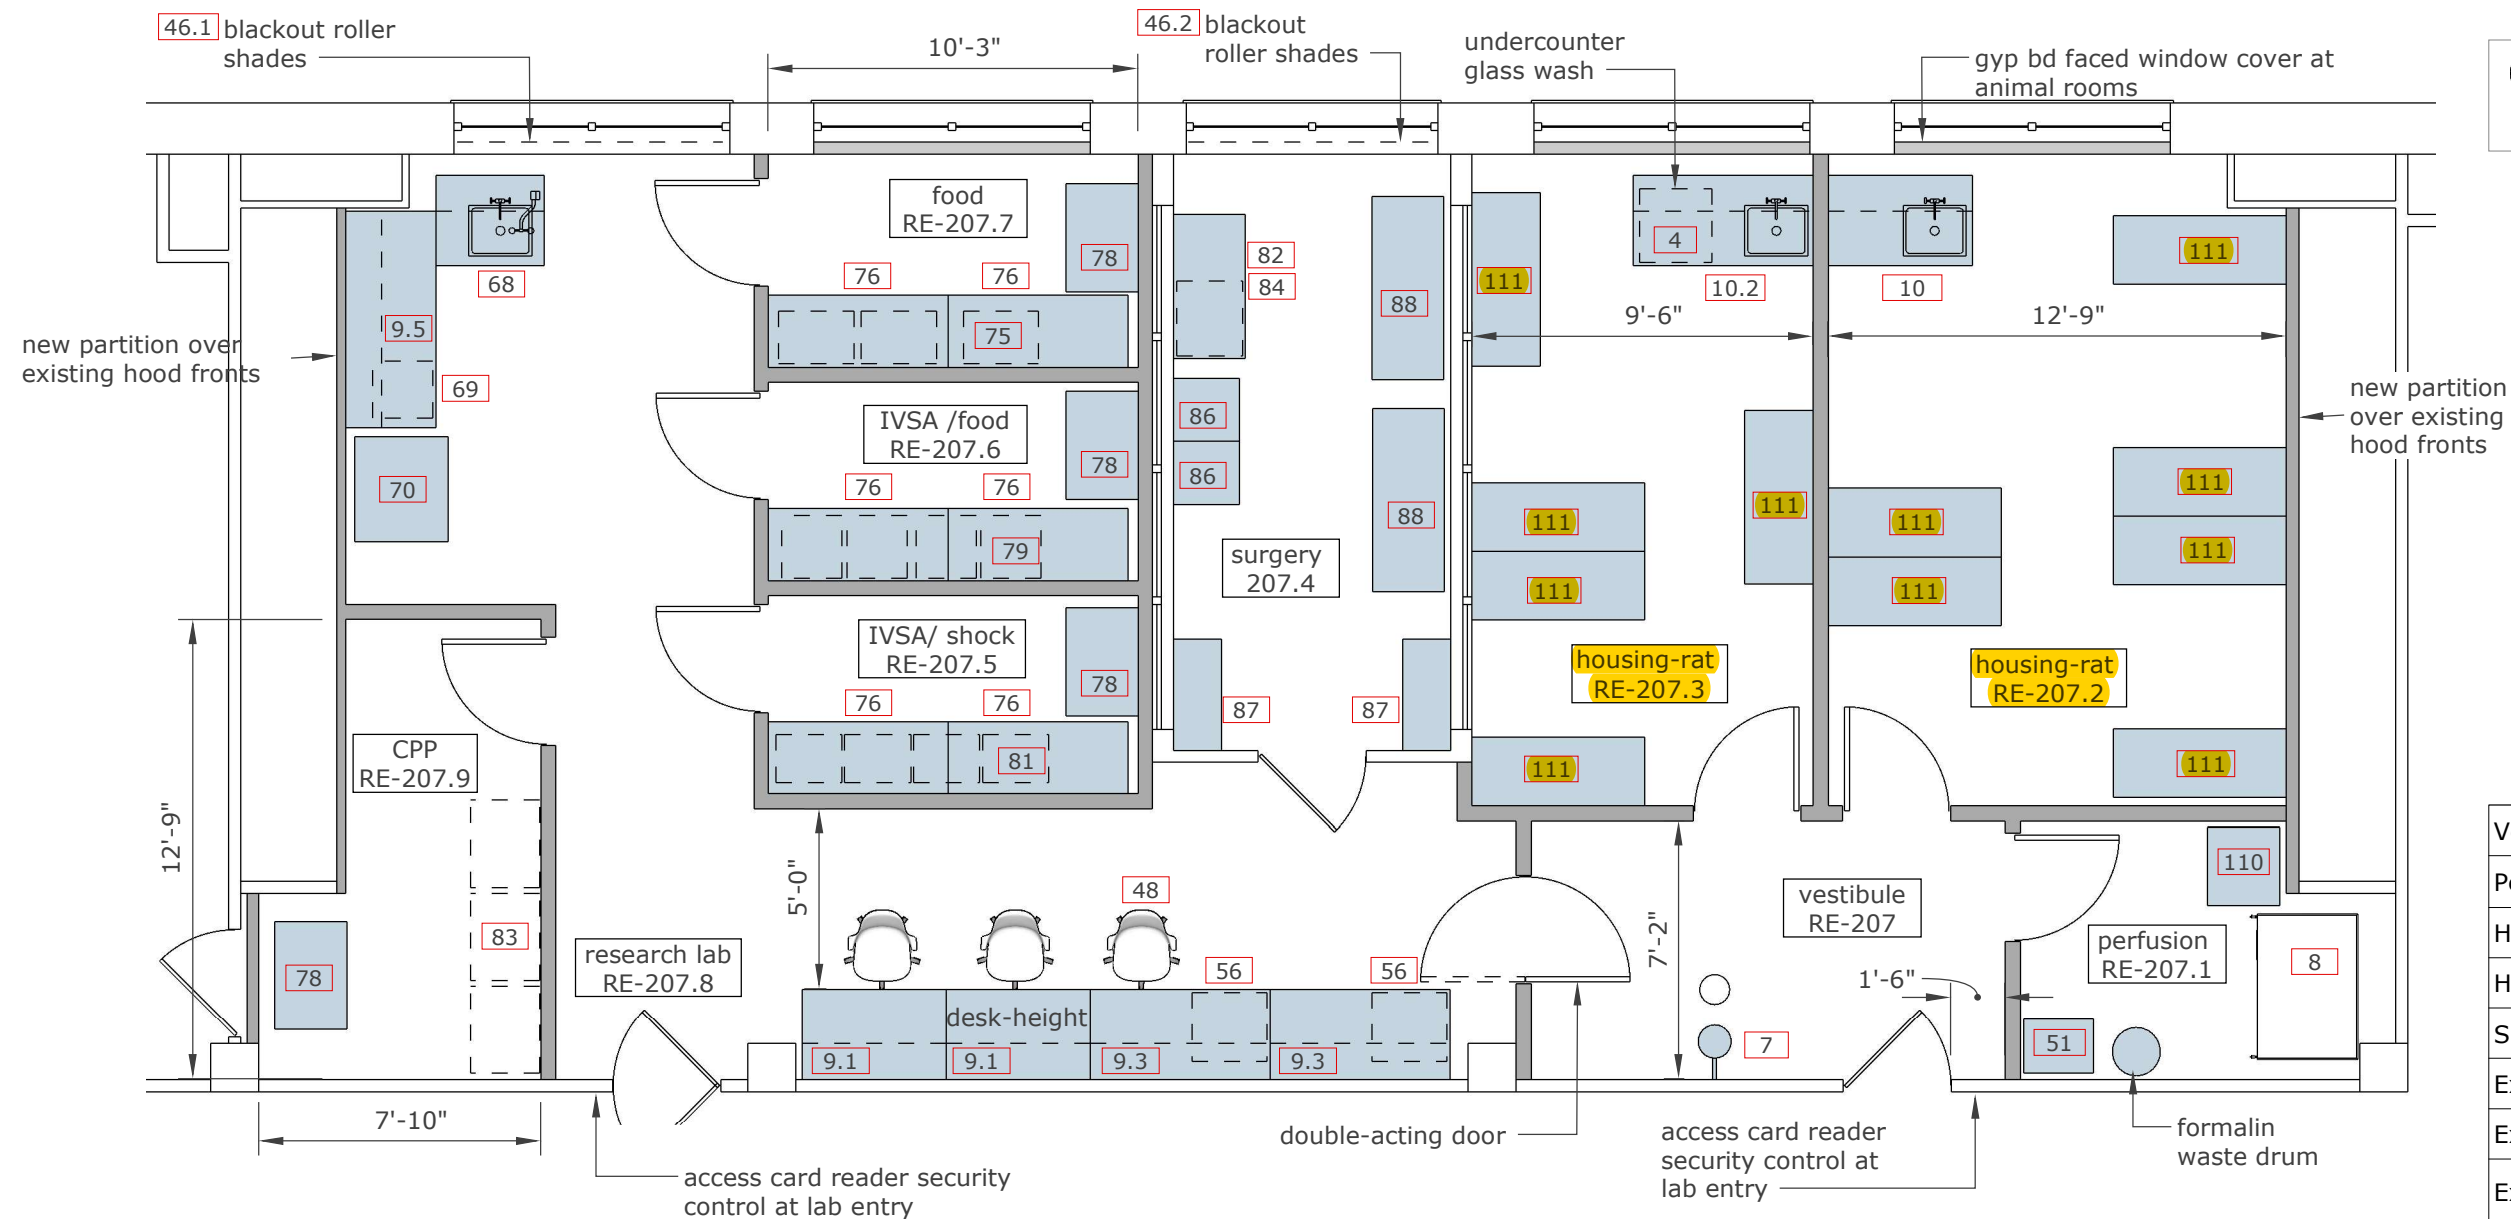 46.1 blackout roller
shades
10'-3"
46.2 blackout
roller shades
undercounter
glass wash
gyp bd faced window cover at
animal rooms
food
RE-207.7
78
76
76
75
68
9.5
69
70
new partition over
existing hood fronts
IVSA /food
RE-207.6
78
76
76
79
IVSA/ shock
RE-207.5
78
76
76
81
82
84
86
86
88
88
surgery
207.4
87
87
111
4
10.2
10
9'-6"
12'-9"
111
111
111
111
111
housing-rat
RE-207.3
111
111
111
111
111
111
housing-rat
RE-207.2
new partition
over existing
hood fronts
CPP
RE-207.9
12'-9"
83
78
7'-10"
research lab
RE-207.8
5'-0"
48
56
56
desk-height
9.1
9.1
9.3
9.3
7'-2"
vestibule
RE-207
7
1'-6"
110
perfusion
RE-207.1
8
51
access card reader security
control at lab entry
double-acting door
access card reader
security control at
lab entry
formalin
waste drum